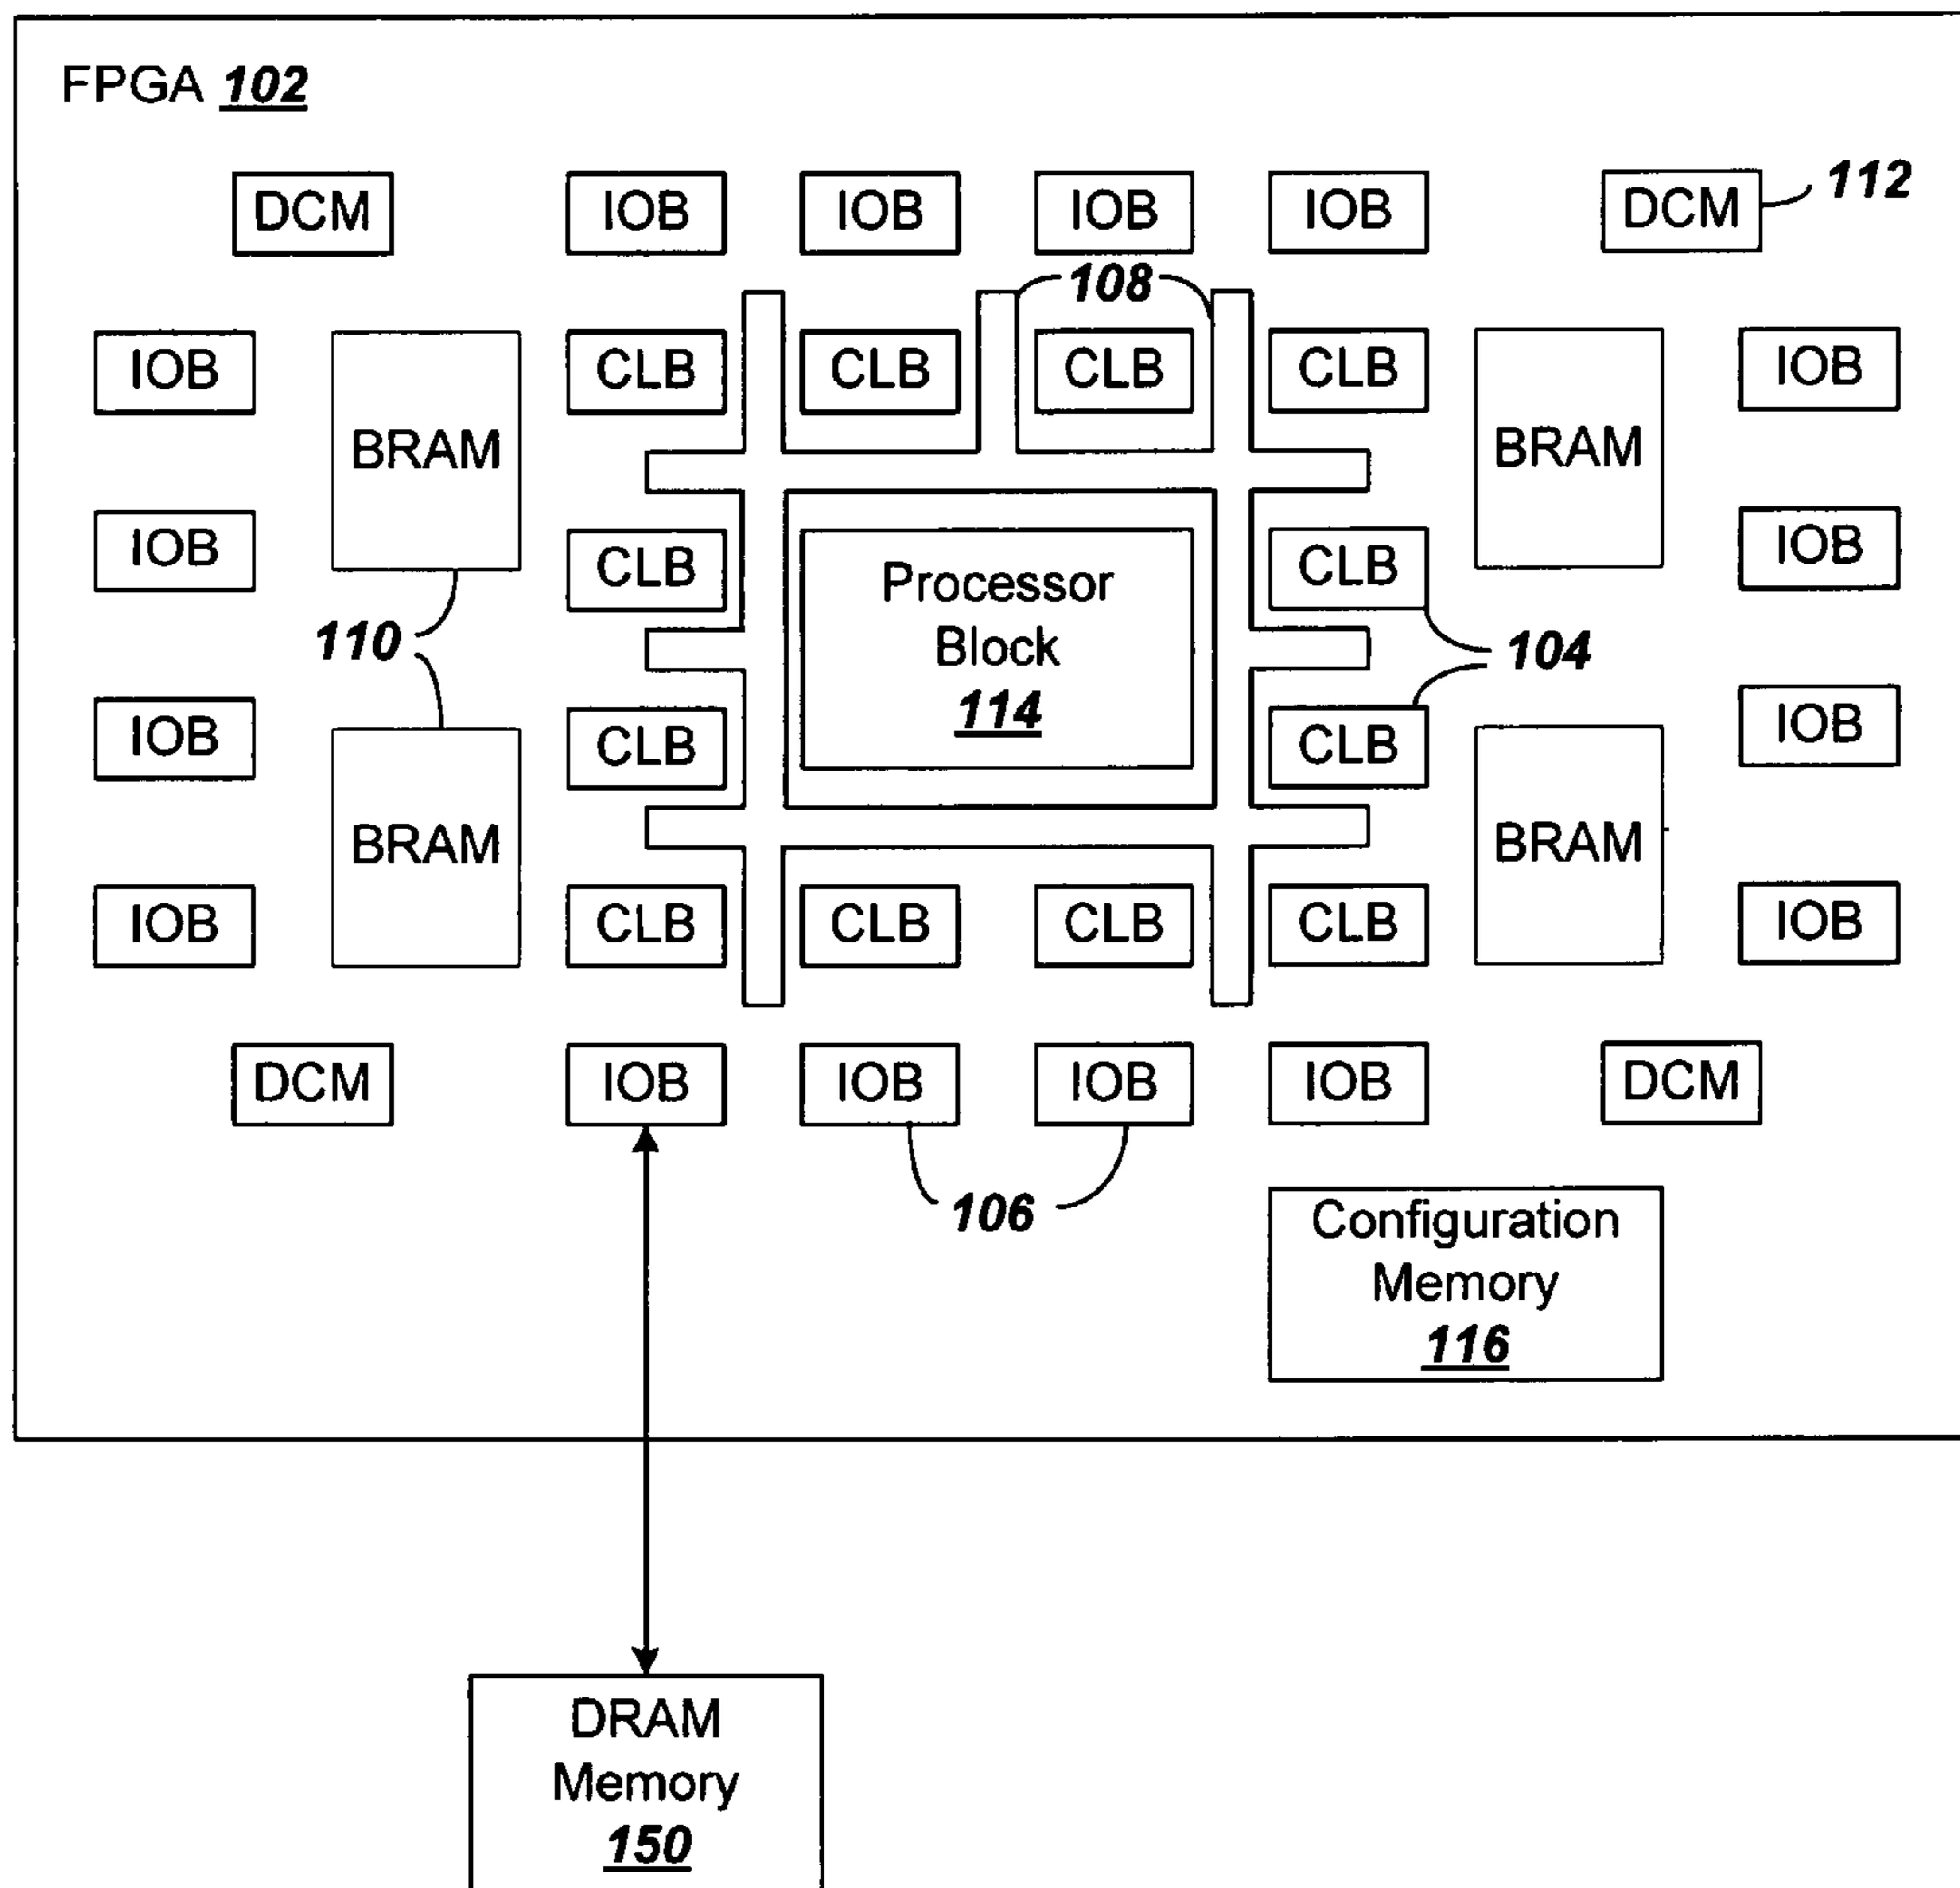 FPGA 102
DCM IOB IOB IOB IOB DCM 112
108
IOB CLB CLB CLB CLB IOB
BRAM BRAM
IOB CLB CLB IOB
Processor
Block
114
110 104
IOB CLB CLB IOB
BRAM BRAM
IOB CLB CLB CLB CLB IOB
DCM IOB IOB IOB IOB DCM
106
Configuration
Memory
116
DRAM
Memory
150